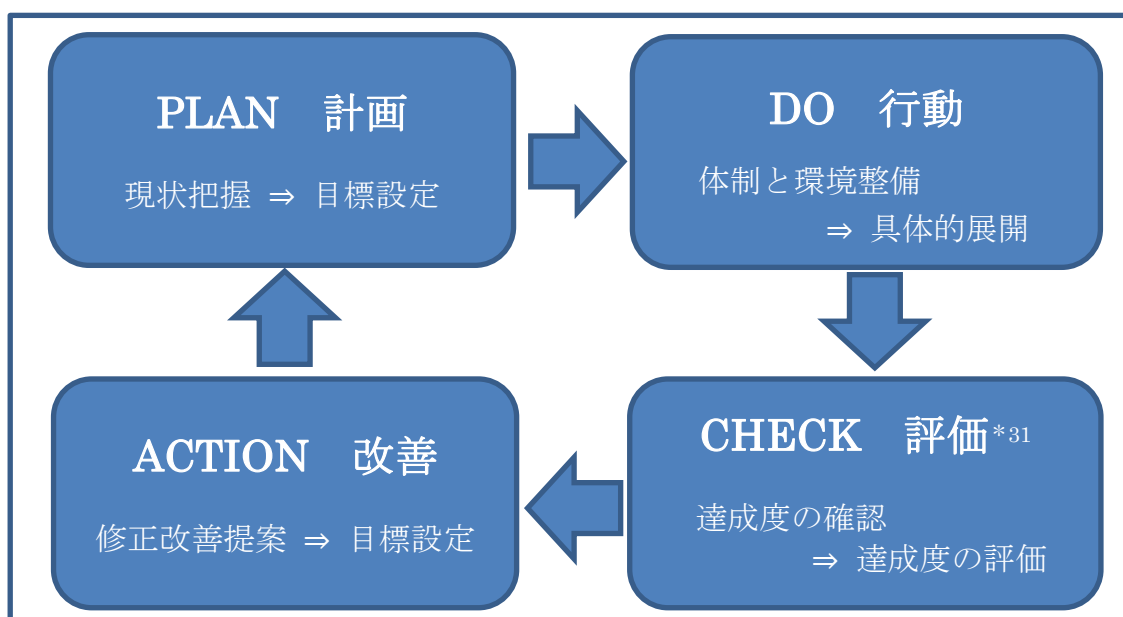 PLAN 計画
現状把握 ⇒ 目標設定
DO 行動
体制と環境整備
⇒ 具体的展開
CHECK 評価*31
達成度の確認
⇒ 達成度の評価
ACTION 改善
修正改善提案 ⇒ 目標設定